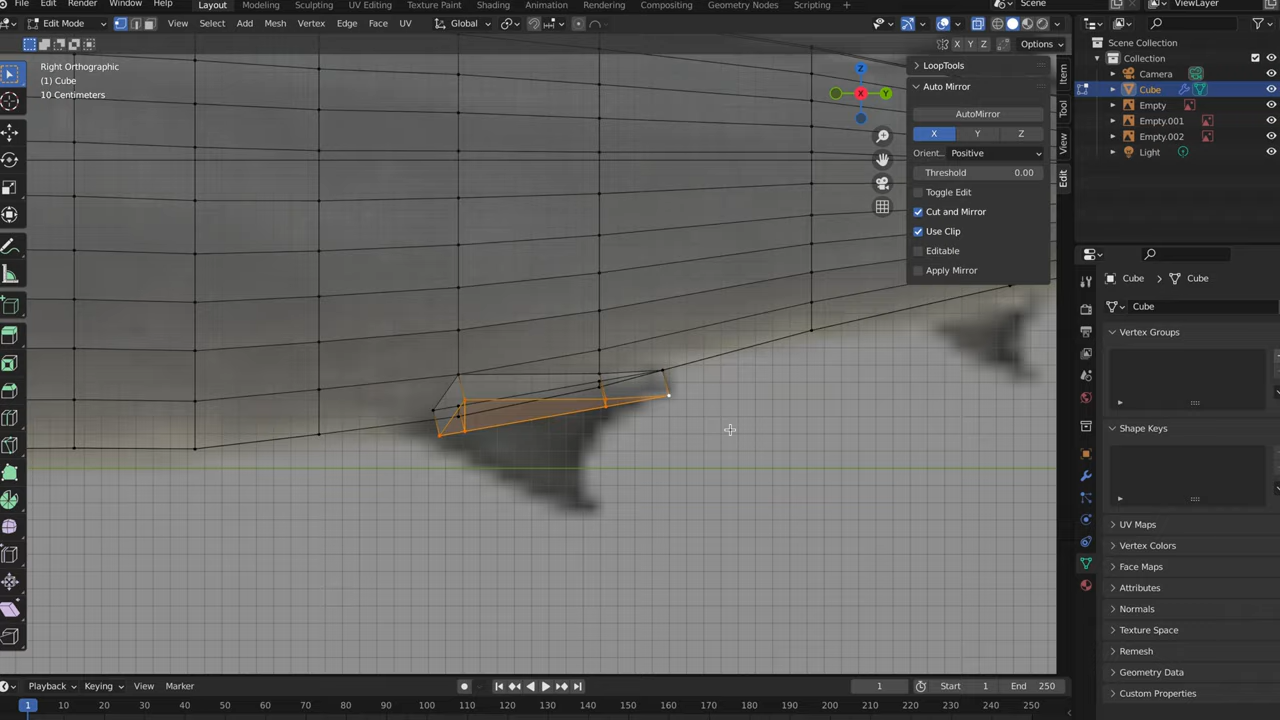 File Edit Render Window Help Layout Modeling Sculpting UV Editing Texture Paint Shading Animation Rendering Compositing Geometry Nodes Scripting + Scene ViewLayer
Edit Mode View Select Add Mesh Vertex Edge Face UV Global
X Y Z Options
Right Orthographic
(1) Cube
10 Centimeters
Z
X
Y
LoopTools
Auto Mirror
AutoMirror
X Y Z
Orient.. Positive
Threshold 0.00
Toggle Edit
Cut and Mirror
Use Clip
Editable
Apply Mirror
Item
Tool
View
Edit
Scene Collection
Collection
Camera
Cube
Empty
Empty.001
Empty.002
Light
Cube > Cube
Cube
Vertex Groups
Shape Keys
UV Maps
Vertex Colors
Face Maps
Attributes
Normals
Texture Space
Remesh
Geometry Data
Custom Properties
Playback Keying View Marker 1 Start 1 End 250
1 10 20 30 40 50 60 70 80 90 100 110 120 130 140 150 160 170 180 190 200 210 220 230 240 250